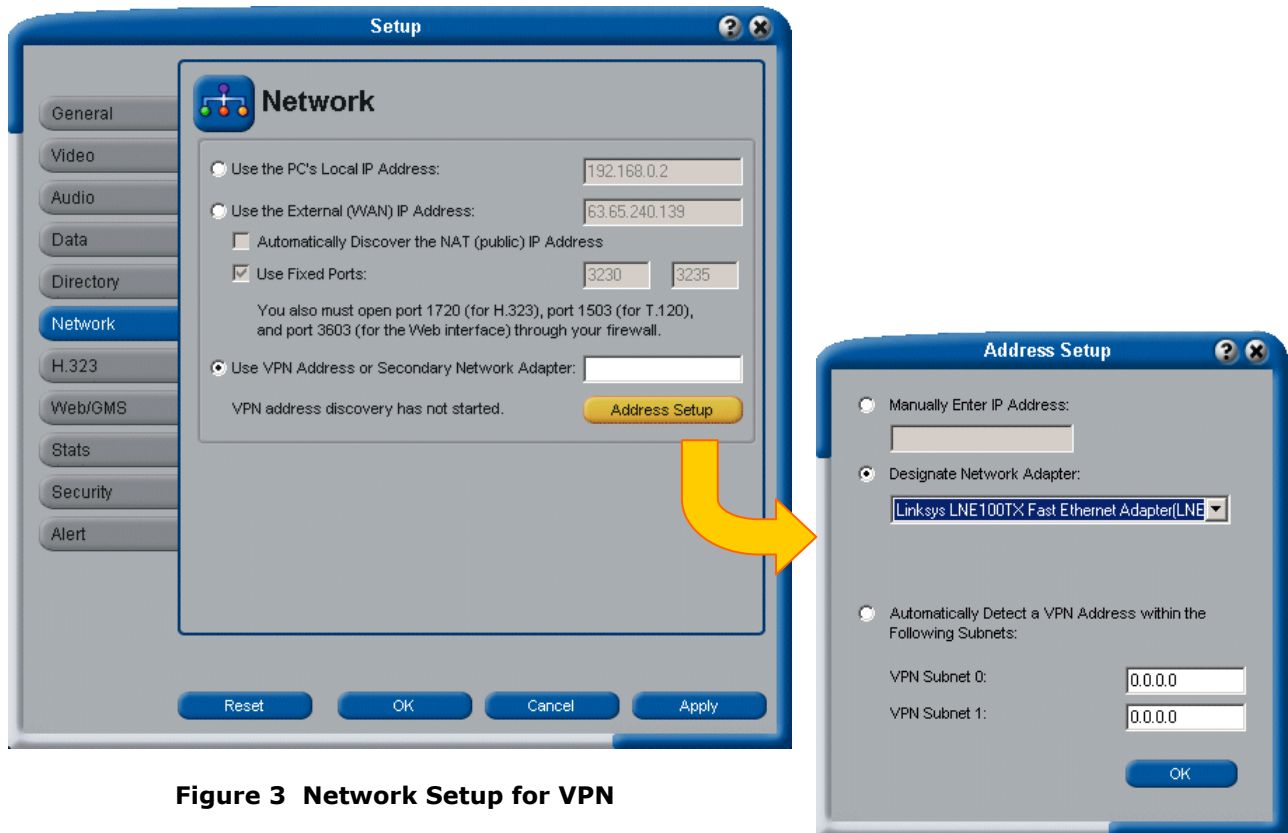 Setup
General
Video
Audio
Data
Directory
Network
H.323
Web/GMS
Stats
Security
Alert
Network
Use the PC's Local IP Address:
192.168.0.2
Use the External (WAN) IP Address:
63.65.240.139
Automatically Discover the NAT (public) IP Address
Use Fixed Ports:
3230
3235
You also must open port 1720 (for H.323), port 1503 (for T.120),
and port 3603 (for the Web interface) through your firewall.
Use VPN Address or Secondary Network Adapter:
VPN address discovery has not started.
Address Setup
Reset
OK
Cancel
Apply
Address Setup
Manually Enter IP Address:
Designate Network Adapter:
Linksys LNE100TX Fast Ethernet Adapter(LNE
Automatically Detect a VPN Address within the
Following Subnets:
VPN Subnet 0:
0.0.0.0
VPN Subnet 1:
0.0.0.0
OK
Figure 3 Network Setup for VPN